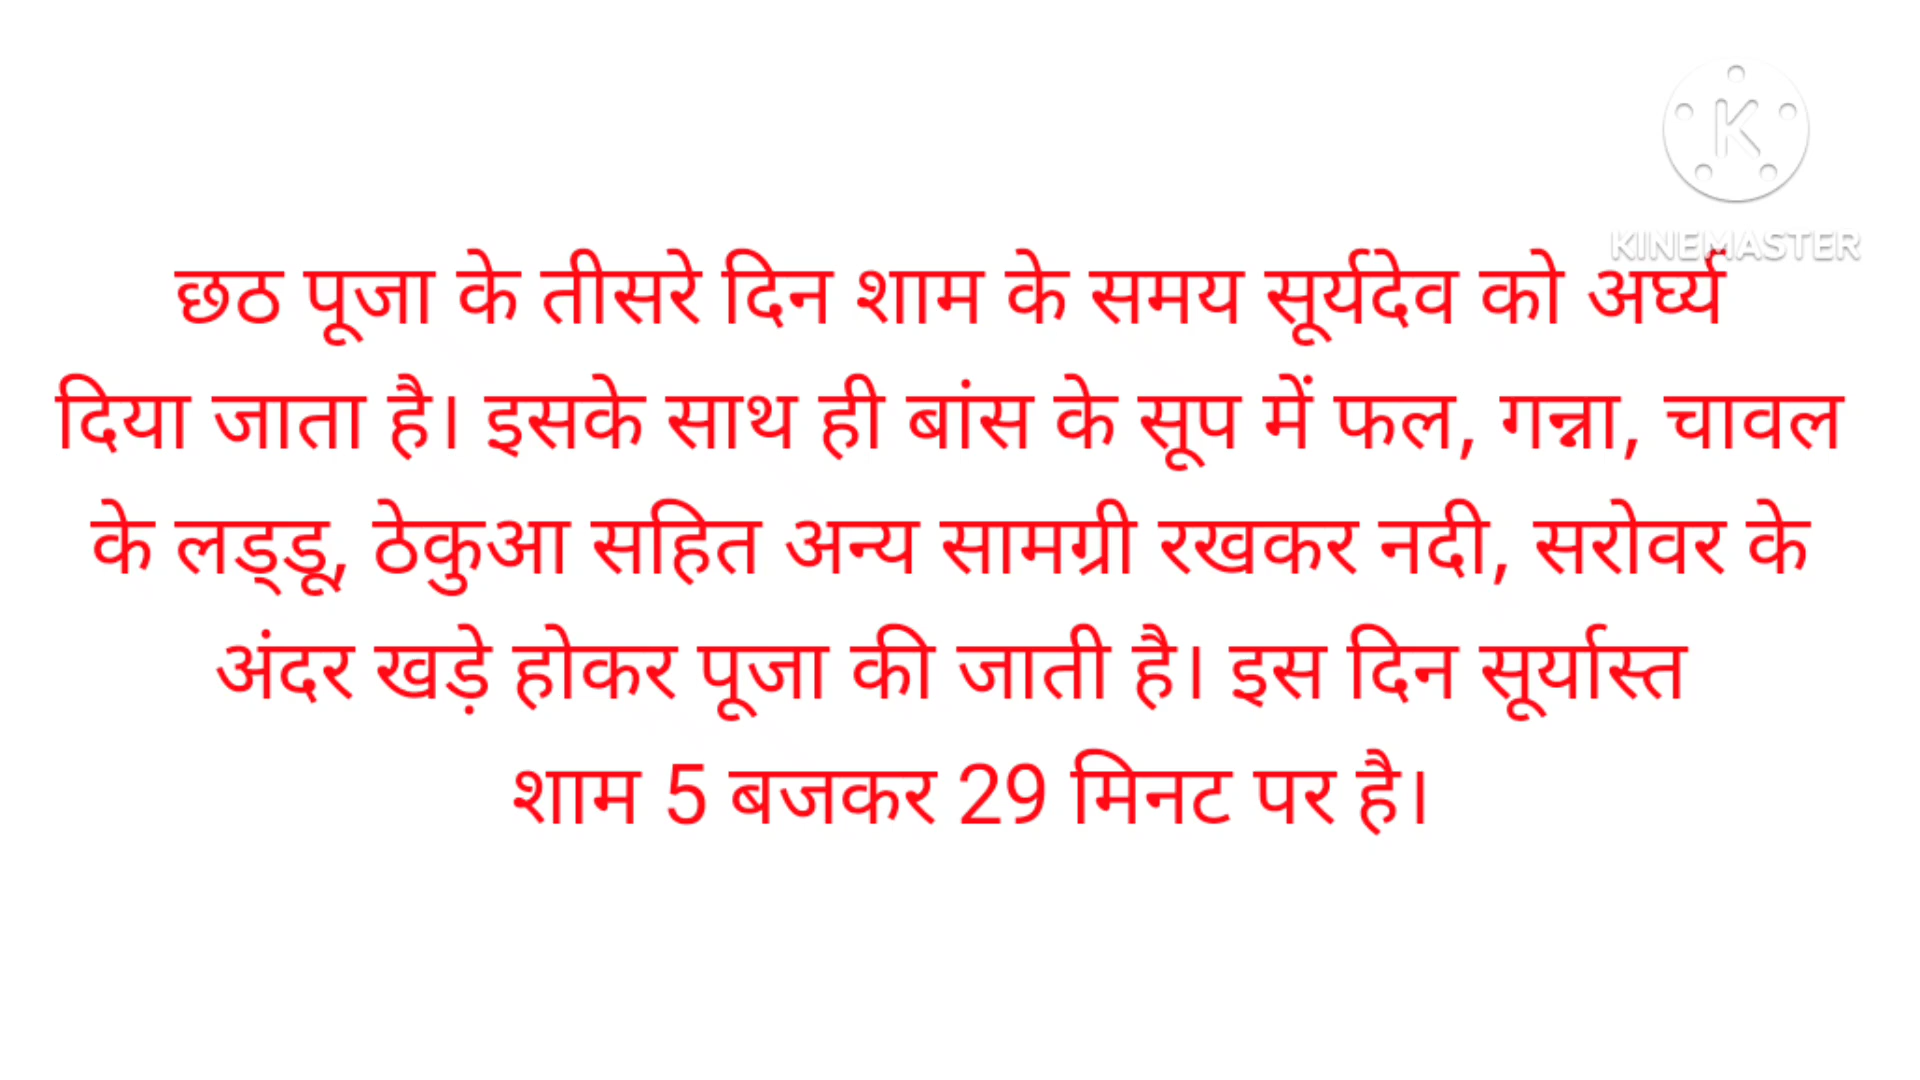 KINEMASTER
छठ पूजा के तीसरे दिन शाम के समय सूर्यदेव को अर्घ्य
दिया जाता है। इसके साथ ही बांस के सूप में फल, गन्ना, चावल
के लड्डू, ठेकुआ सहित अन्य सामग्री रखकर नदी, सरोवर के
अंदर खड़े होकर पूजा की जाती है। इस दिन सूर्यास्त
शाम 5 बजकर 29 मिनट पर है।